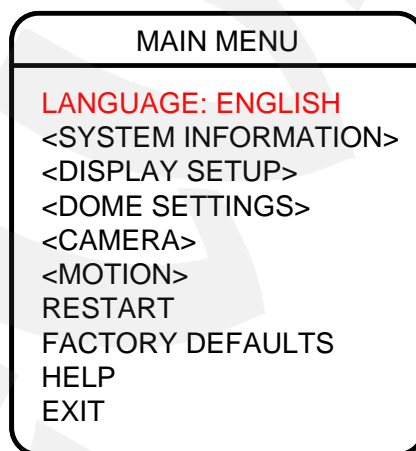 MAIN MENU
LANGUAGE: ENGLISH
<SYSTEM INFORMATION>
<DISPLAY SETUP>
<DOME SETTINGS>
<CAMERA>
<MOTION>
RESTART
FACTORY DEFAULTS
HELP
EXIT